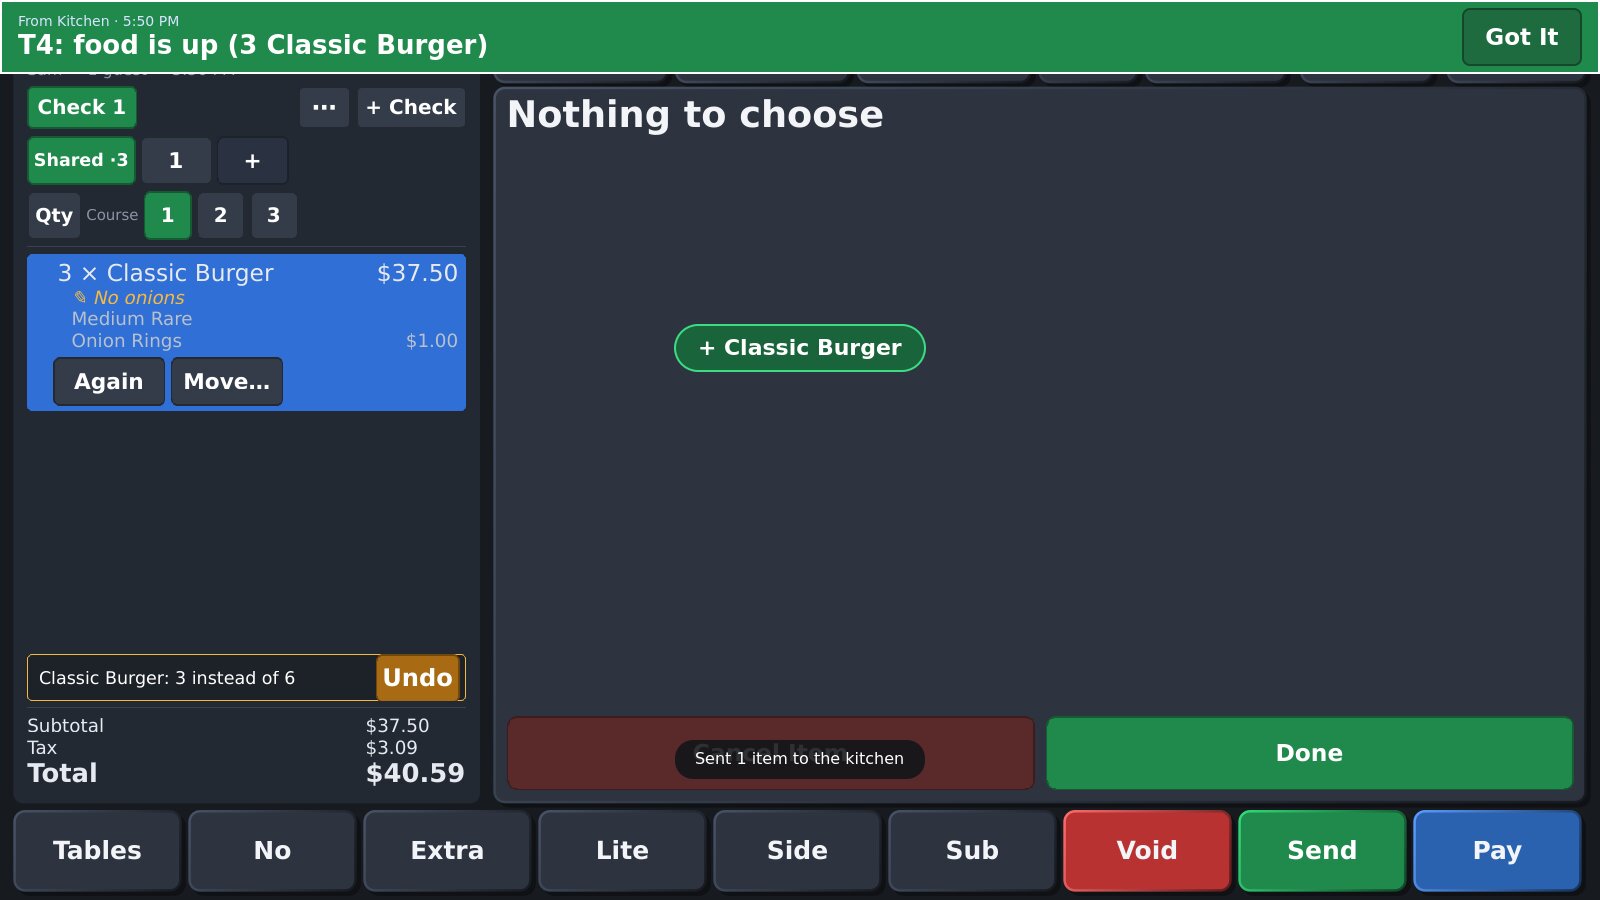 From Kitchen · 5:50 PM
T4: food is up (3 Classic Burger)
Got It
Check 1
...
+ Check
Shared ·3
1
+
Qty
Course
1
2
3
3 × Classic Burger
$37.50
✎ No onions
Medium Rare
Onion Rings
$1.00
Again
Move...
Classic Burger: 3 instead of 6
Undo
Subtotal
$37.50
Tax
$3.09
Total
$40.59
Nothing to choose
+ Classic Burger
Cancel Item
Sent 1 item to the kitchen
Done
Tables
No
Extra
Lite
Side
Sub
Void
Send
Pay